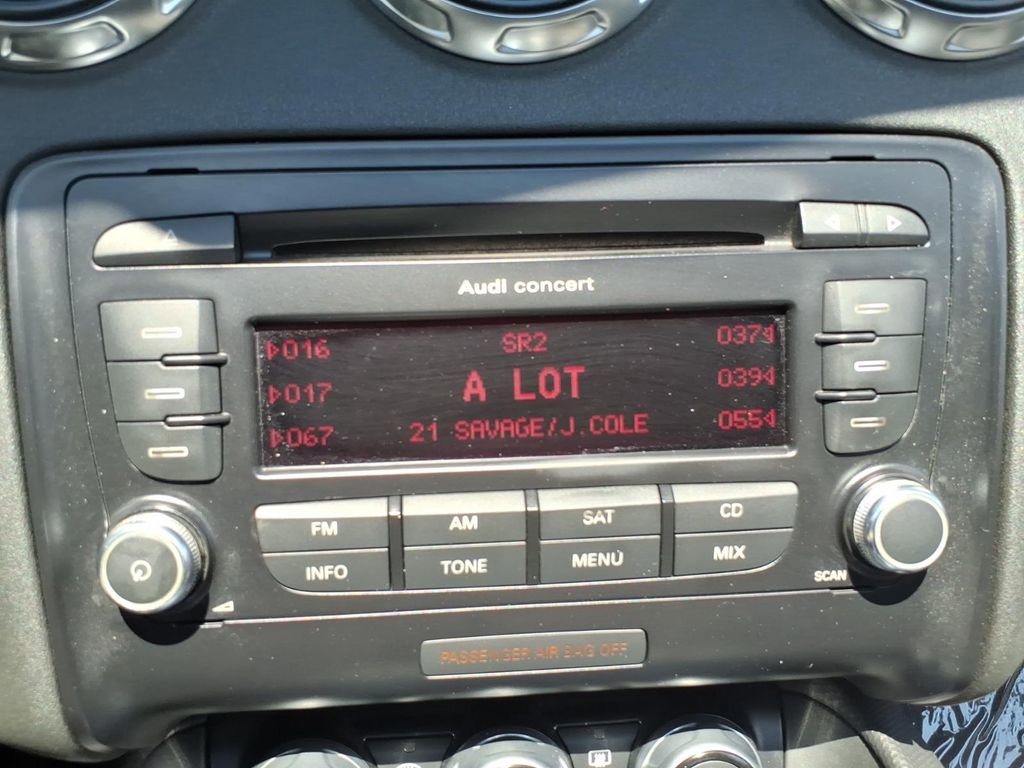 Audi concert
016 SR2 037
017 A LOT 039
067 21 SAVAGE/J.COLE 055
FM AM SAT CD
INFO TONE MENU MIX
SCAN
PASSENGER AIR BAG OFF